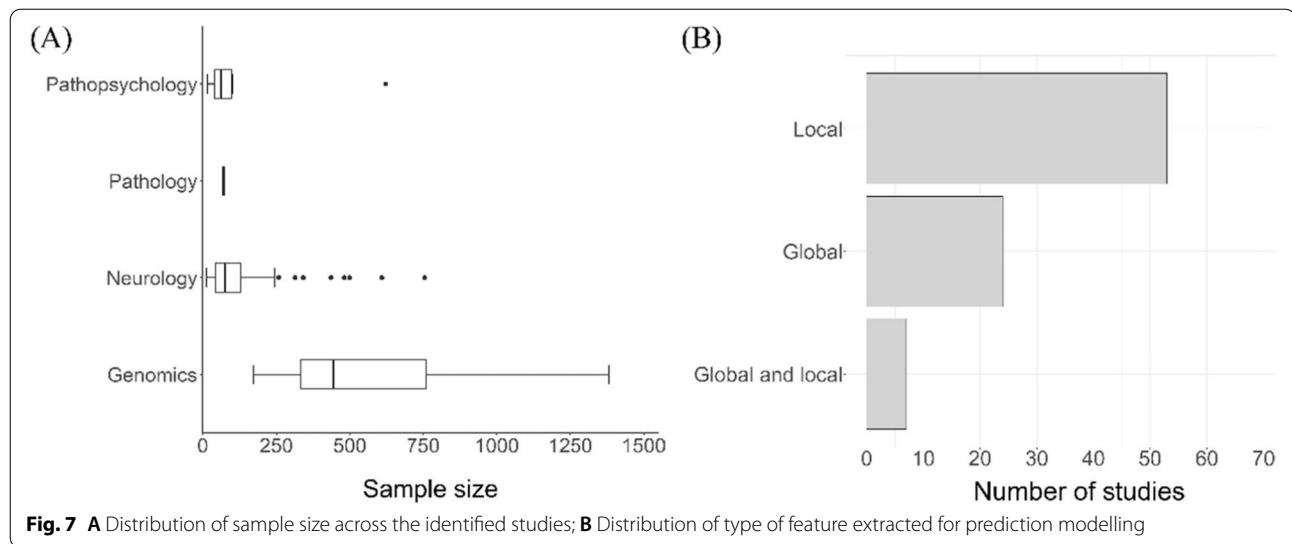 (A)
Pathopsychology
Pathology
Neurology
Genomics
0 250 500 750 1000 1250 1500
Sample size
(B)
Local
Global
Global and local
0 10 20 30 40 50 60 70
Number of studies
Fig. 7 A Distribution of sample size across the identified studies; B Distribution of type of feature extracted for prediction modelling